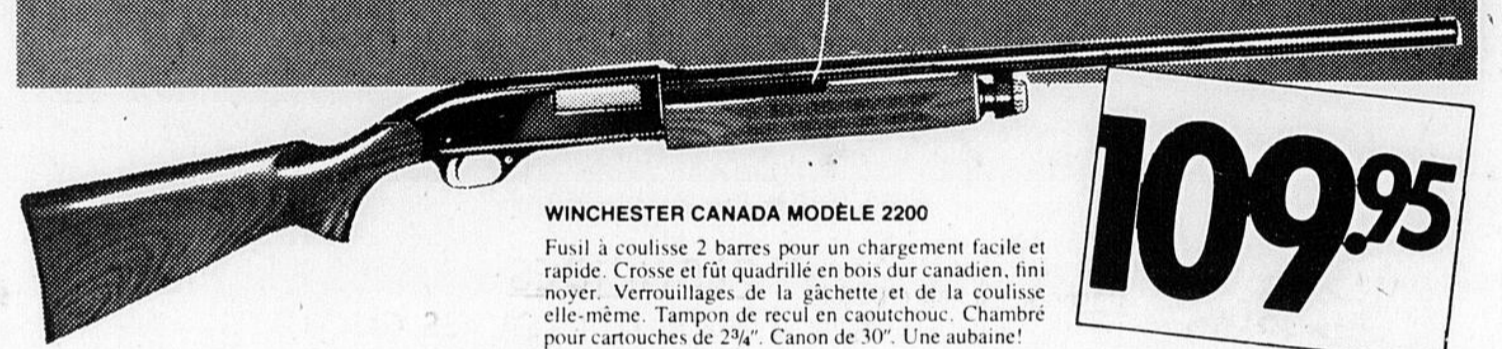 WINCHESTER CANADA MODÈLE 2200
Fusil à coulisse 2 barres pour un chargement facile et
rapide. Crosse et fût quadrillé en bois dur canadien, fini
noyer. Verrouillages de la gâchette et de la coulisse
elle-même. Tampon de recul en caoutchouc. Chambré
pour cartouches de 2¾". Canon de 30". Une aubaine!
109.95